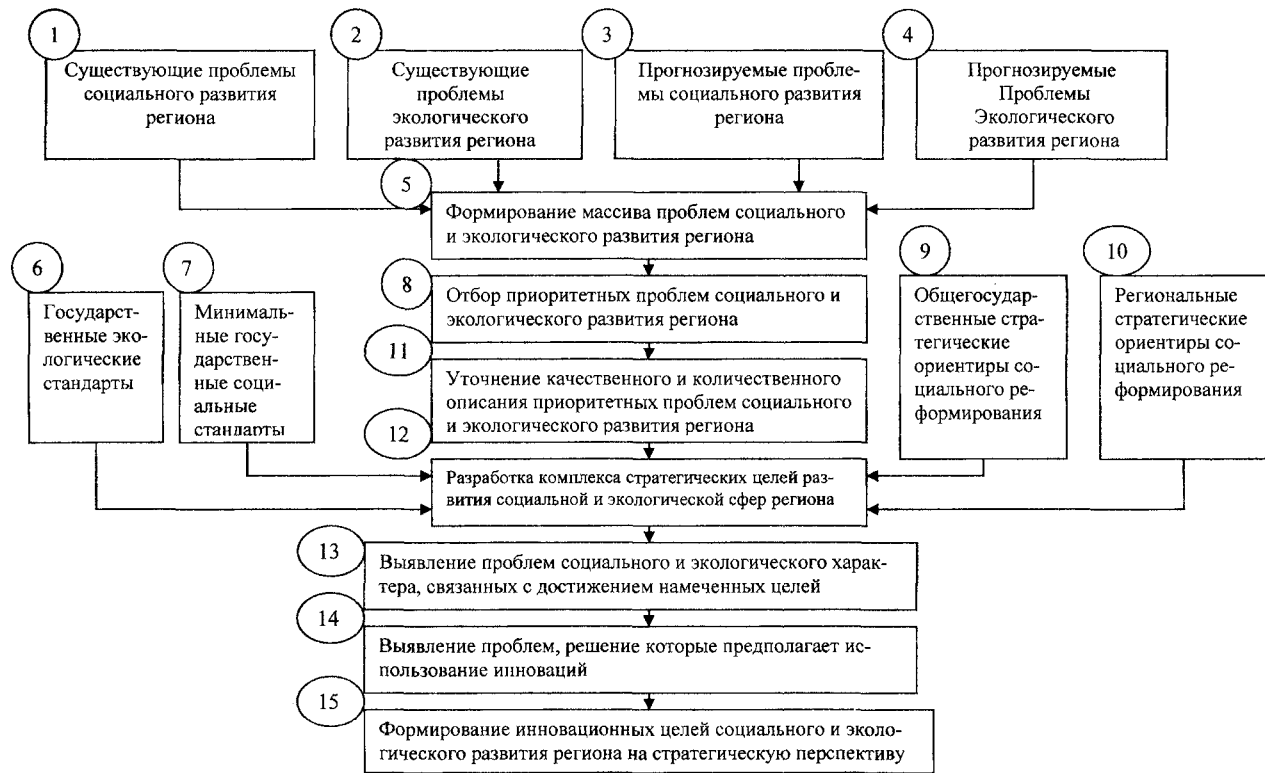 1
Существующие проблемы
социального развития
региона
2
Существующие
проблемы
экологического
развития региона
3
Прогнозируемые пробле-
мы социального развития
региона
4
Прогнозируемые
Проблемы
Экологического
развития региона
5
Формирование массива проблем социального
и экологического развития региона
6
Государст-
венные эко-
логические
стандарты
7
Минималь-
ные госу-
дарствен-
ные соци-
альные
стандарты
8
Отбор приоритетных проблем социального и
экологического развития региона
9
Общегосудар-
ственные стра-
тегические
ориентиры со-
циального ре-
формирования
10
Региональные
стратегические
ориентиры со-
циального ре-
формирования
11
Уточнение качественного и количественного
описания приоритетных проблем социального
и экологического развития региона
12
Разработка комплекса стратегических целей раз-
вития социальной и экологической сфер региона
13
Выявление проблем социального и экологического харак-
тера, связанных с достижением намеченных целей
14
Выявление проблем, решение которые предполагает ис-
пользование инноваций
15
Формирование инновационных целей социального и эколо-
гического развития региона на стратегическую перспективу